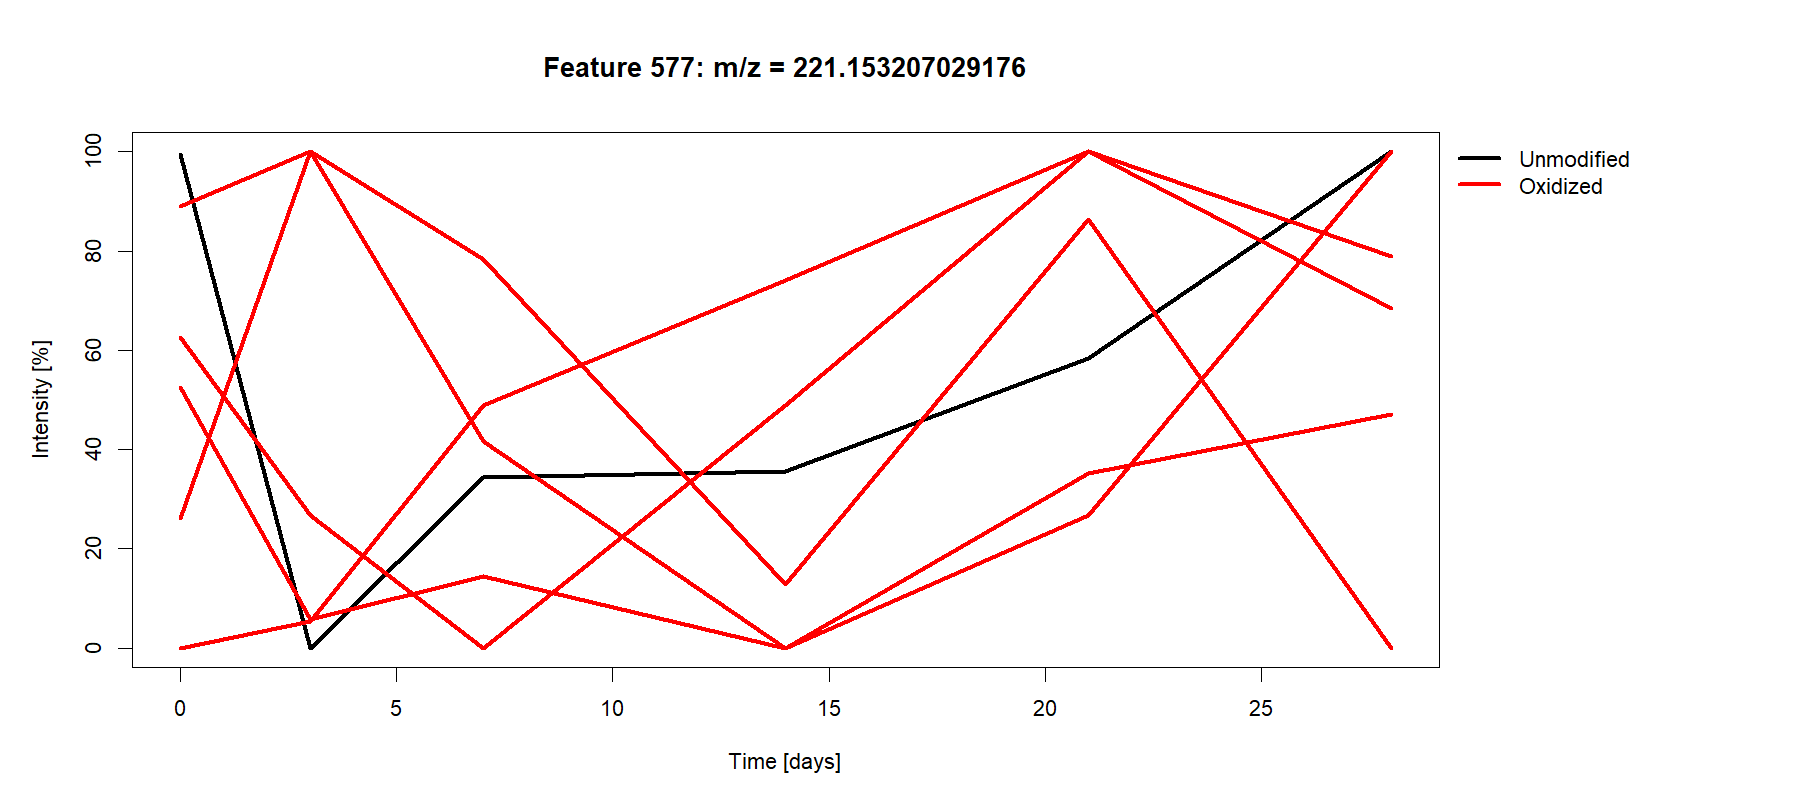 Feature 577: m/z = 221.153207029176
Unmodified
Oxidized
Intensity [%]
100
80
60
40
20
0
0 5 10 15 20 25
Time [days]